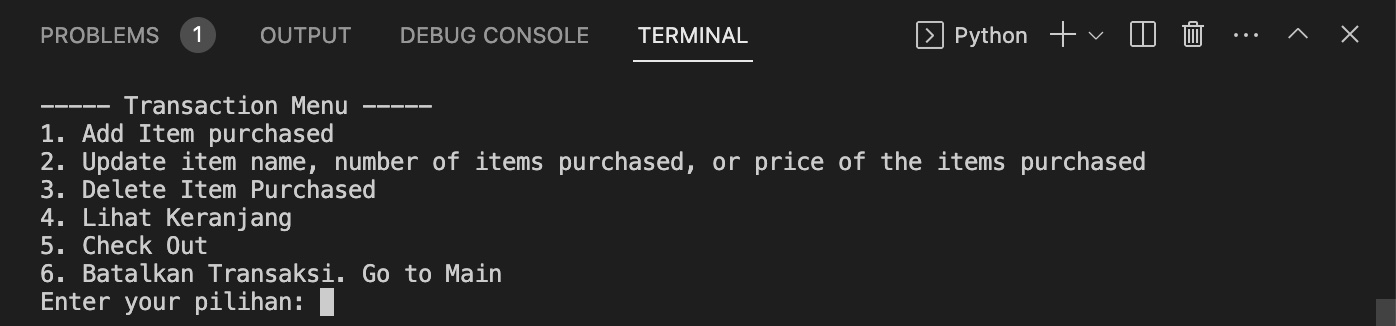 PROBLEMS 1 OUTPUT DEBUG CONSOLE TERMINAL Python
----- Transaction Menu -----
1. Add Item purchased
2. Update item name, number of items purchased, or price of the items purchased
3. Delete Item Purchased
4. Lihat Keranjang
5. Check Out
6. Batalkan Transaksi. Go to Main
Enter your pilihan: